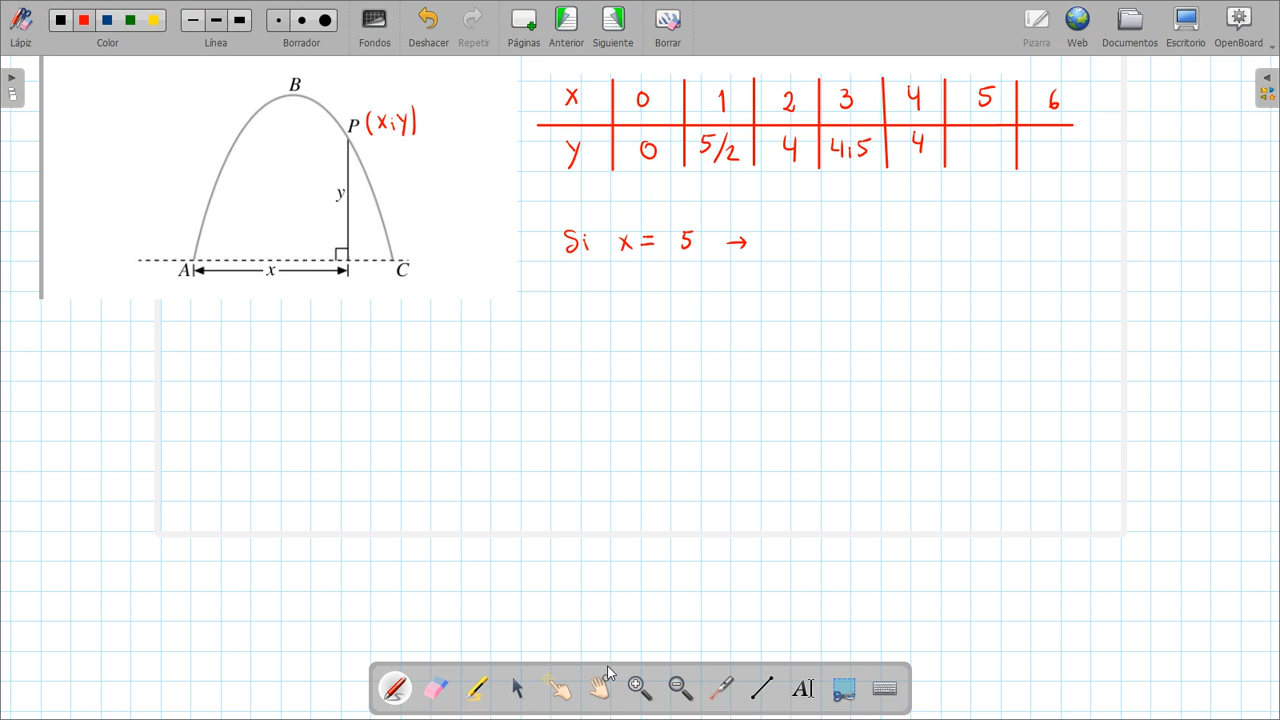 Lápiz Color Línea Borrador Fondos Deshacer Repetir Páginas Anterior Siguiente Borrar Pizarra Web Documentos Escritorio OpenBoard
B
P (x;y)
y
A x C
x 0 1 2 3 4 5 6
y 0 5/2 4 4,5 4
Si x = 5 →